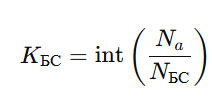 K_БС = int (N_a / N_БС)